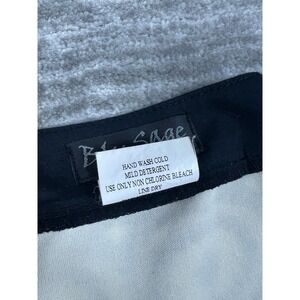 Blu Sage
HAND WASH COLD
MILD DETERGENT
USE ONLY NON CHLORINE BLEACH
LINE DRY